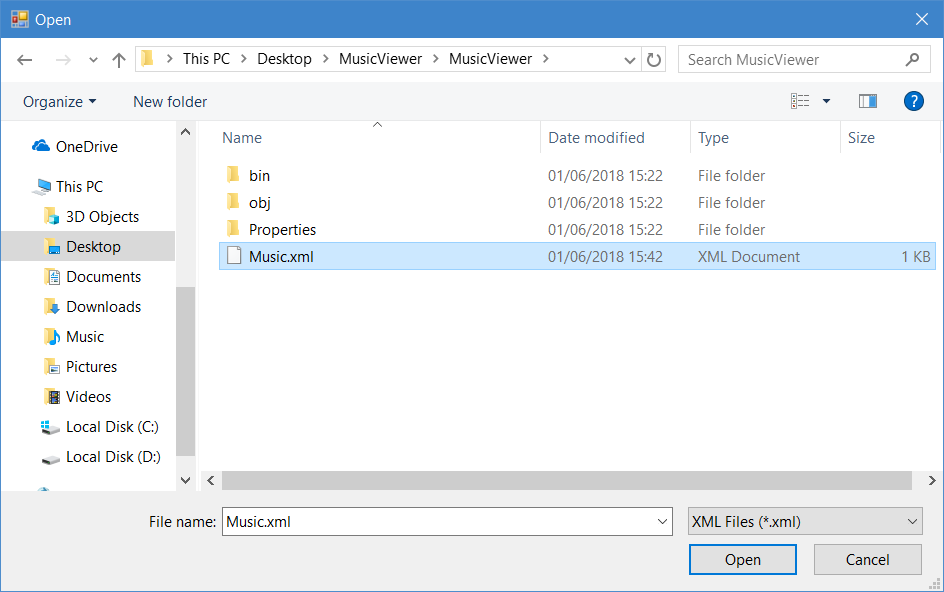 Open
This PC > Desktop > MusicViewer > MusicViewer >
Search MusicViewer
Organize
New folder
?
OneDrive
This PC
3D Objects
Desktop
Documents
Downloads
Music
Pictures
Videos
Local Disk (C:)
Local Disk (D:)
Name Date modified Type Size
bin 01/06/2018 15:22 File folder
obj 01/06/2018 15:22 File folder
Properties 01/06/2018 15:22 File folder
Music.xml 01/06/2018 15:42 XML Document 1 KB
File name: Music.xml XML Files (*.xml)
Open Cancel